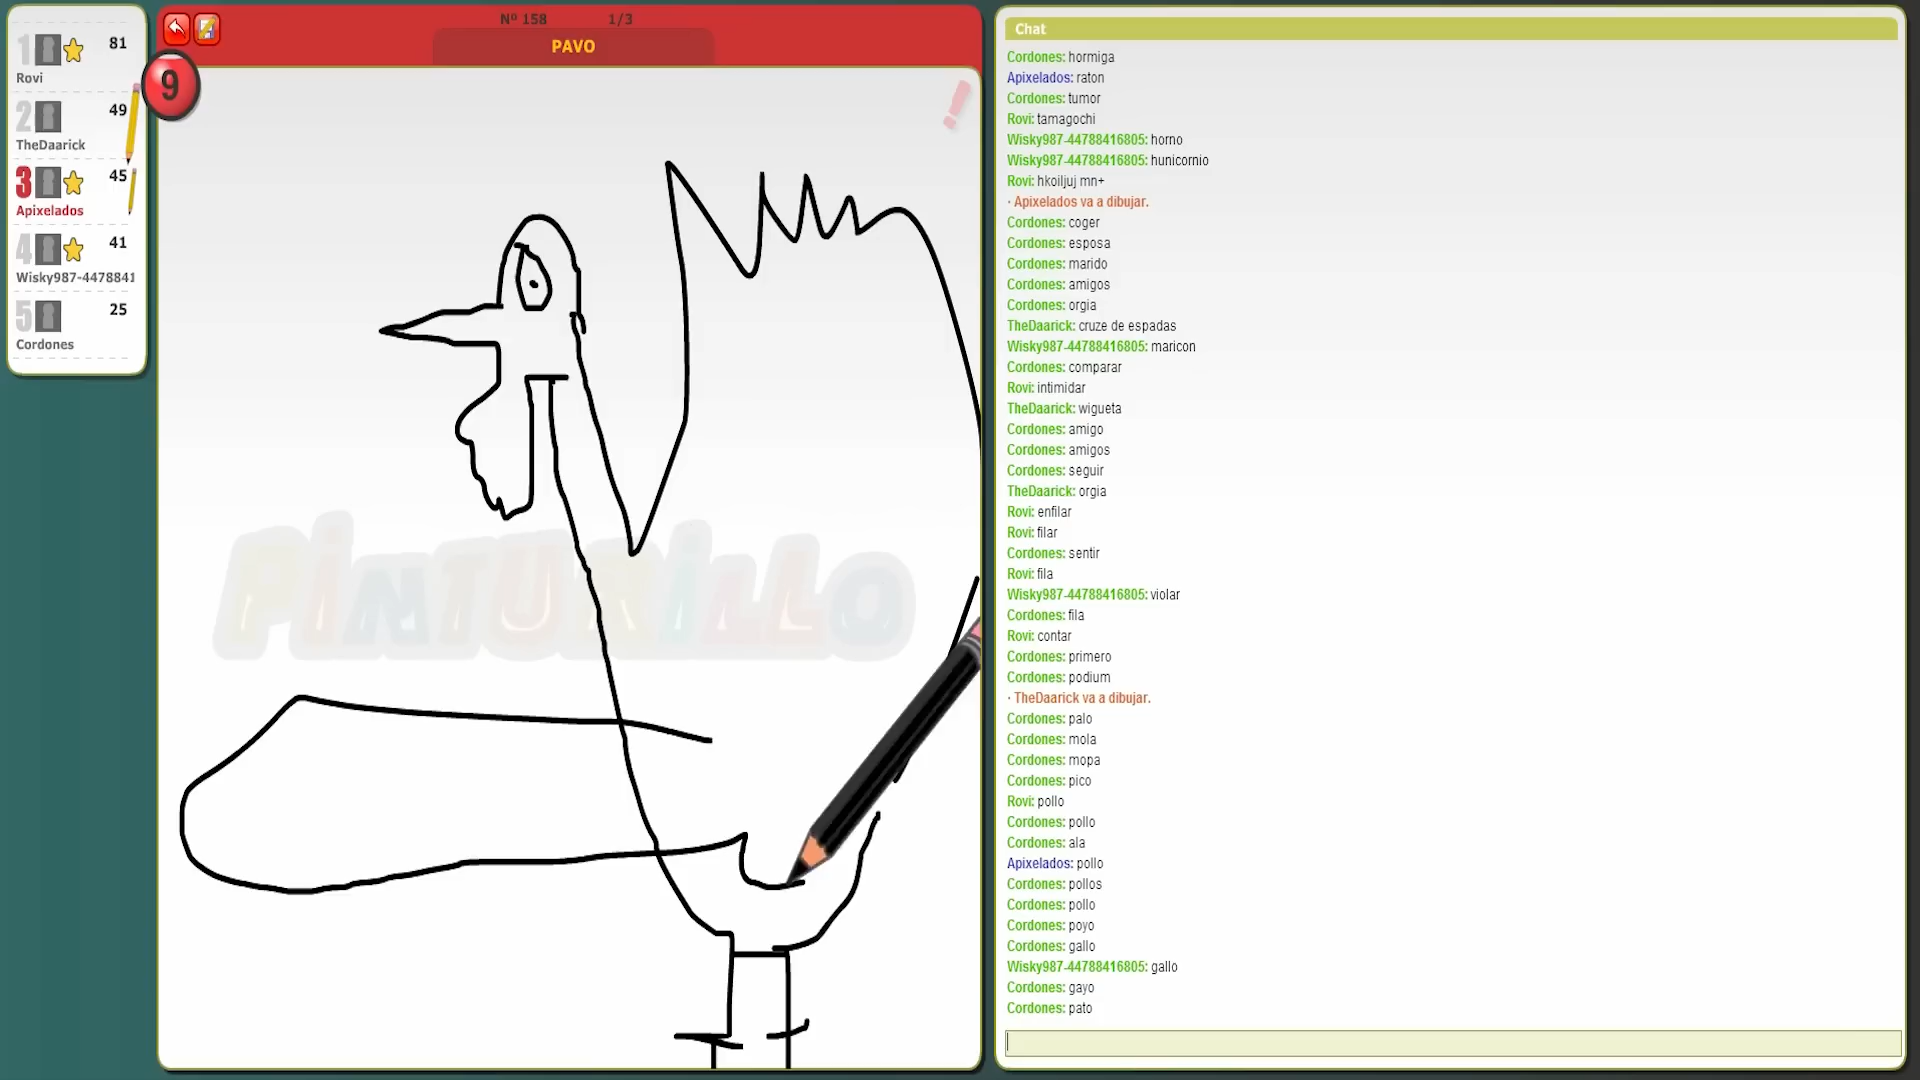 1 81
Rovi
2 49
TheDaarick
3 45
Apixelados
4 41
Wisky987-4478841
5 25
Cordones
Nº 158 1/3
PAVO
9
!
PiNTURiLLO
Chat
Cordones: hormiga
Apixelados: raton
Cordones: tumor
Rovi: tamagochi
Wisky987-44788416805: horno
Wisky987-44788416805: hunicornio
Rovi: hkoiljuj mn+
· Apixelados va a dibujar.
Cordones: coger
Cordones: esposa
Cordones: marido
Cordones: amigos
Cordones: orgia
TheDaarick: cruze de espadas
Wisky987-44788416805: maricon
Cordones: comparar
Rovi: intimidar
TheDaarick: wigueta
Cordones: amigo
Cordones: amigos
Cordones: seguir
TheDaarick: orgia
Rovi: enfilar
Rovi: filar
Cordones: sentir
Rovi: fila
Wisky987-44788416805: violar
Cordones: fila
Rovi: contar
Cordones: primero
Cordones: podium
· TheDaarick va a dibujar.
Cordones: palo
Cordones: mola
Cordones: mopa
Cordones: pico
Rovi: pollo
Cordones: pollo
Cordones: ala
Apixelados: pollo
Cordones: pollos
Cordones: pollo
Cordones: poyo
Cordones: gallo
Wisky987-44788416805: gallo
Cordones: gayo
Cordones: pato